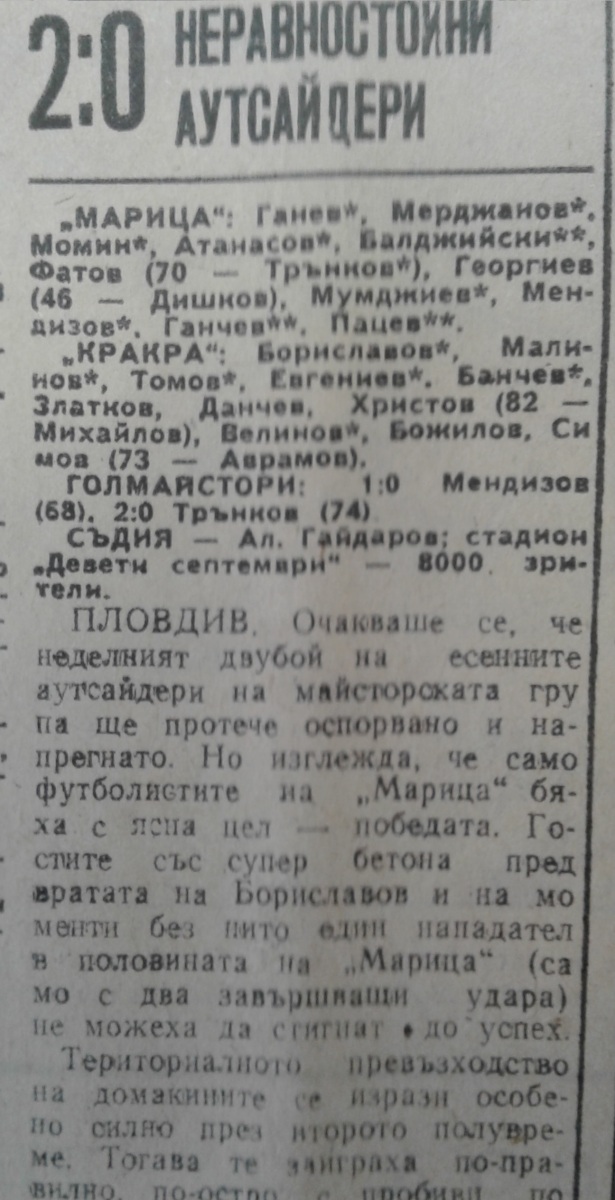 2:0
НЕРАВНОСТОЙНИ
АУТСАЙДЕРИ
„МАРИЦА“: Ганев*, Мерджанов*,
Момин*, Атанасов*, Балджийски**,
Фатов (70 — Трънков*), Георгиев
(46 — Дишков), Мумджиев*, Мен-
дизов*, Ганчев**, Пацев**.
„КРАКРА“: Бориславов*, Мали-
нов*, Томов*, Евгениев*, Банчев*,
Златков, Данчев, Христов (82 —
Михайлов), Велинов*, Божилов, Си
мов (73 — Аврамов).
ГОЛМАЙСТОРИ: 1:0 Мендизов
(68), 2:0 Трънков (74)
СЪДИЯ — Ал. Гайдаров; стадион
„Девети септември“ — 8000 зри-
тели.
ПЛОВДИВ. Очакваше се, че
неделният двубой на есенните
аутсайдери на майсторската гру
па ще протече оспорвано и на-
прегнато. Но изглежда, че само
футболистите на „Марица“ бя-
ха с ясна цел — победата. Го-
стите със супер бетона пред
вратата на Бориславов и на мо
менти без нито един нападател
в половината на „Марица“ (са
мо с два завършващи удара)
не можеха да стигнат до успех.
Териториалното превъзходство
на домакините се изрази особе-
но силно през второто полувре-
ме. Тогава те заиграха по-пра-
вилно, по-остро с пробиви по